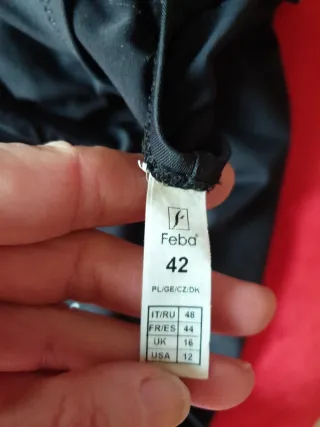 Feba®
42
PL/GE/CZ/DK
IT/RU 48
FR/ES 44
UK 16
USA 12